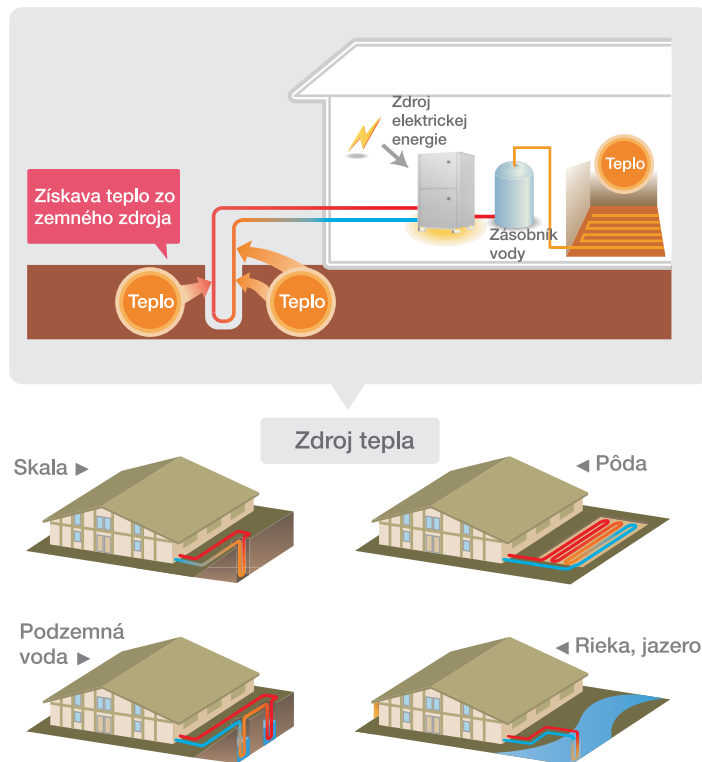 Zdroj
elektrickej
energie
Teplo
Získava teplo zo
zemného zdroja
Zásobník
vody
Teplo
Teplo
Zdroj tepla
Skala ►
◄ Pôda
Podzemná
voda ►
◄ Rieka, jazero